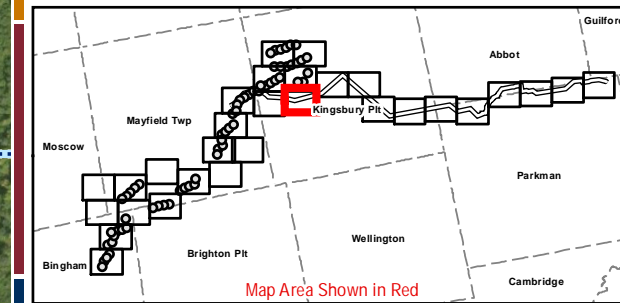 Guilford
Abbot
Kingsbury Plt
Mayfield Twp
Moscow
Parkman
Wellington
Brighton Plt
Bingham
Cambridge
Map Area Shown in Red